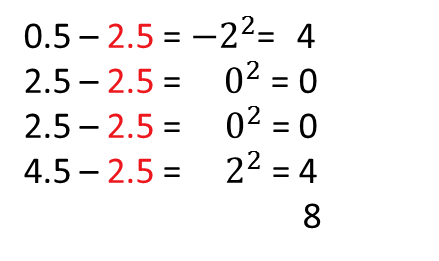 0.5 – 2.5 = −2²= 4
2.5 – 2.5 = 0² = 0
2.5 – 2.5 = 0² = 0
4.5 – 2.5 = 2² = 4
8